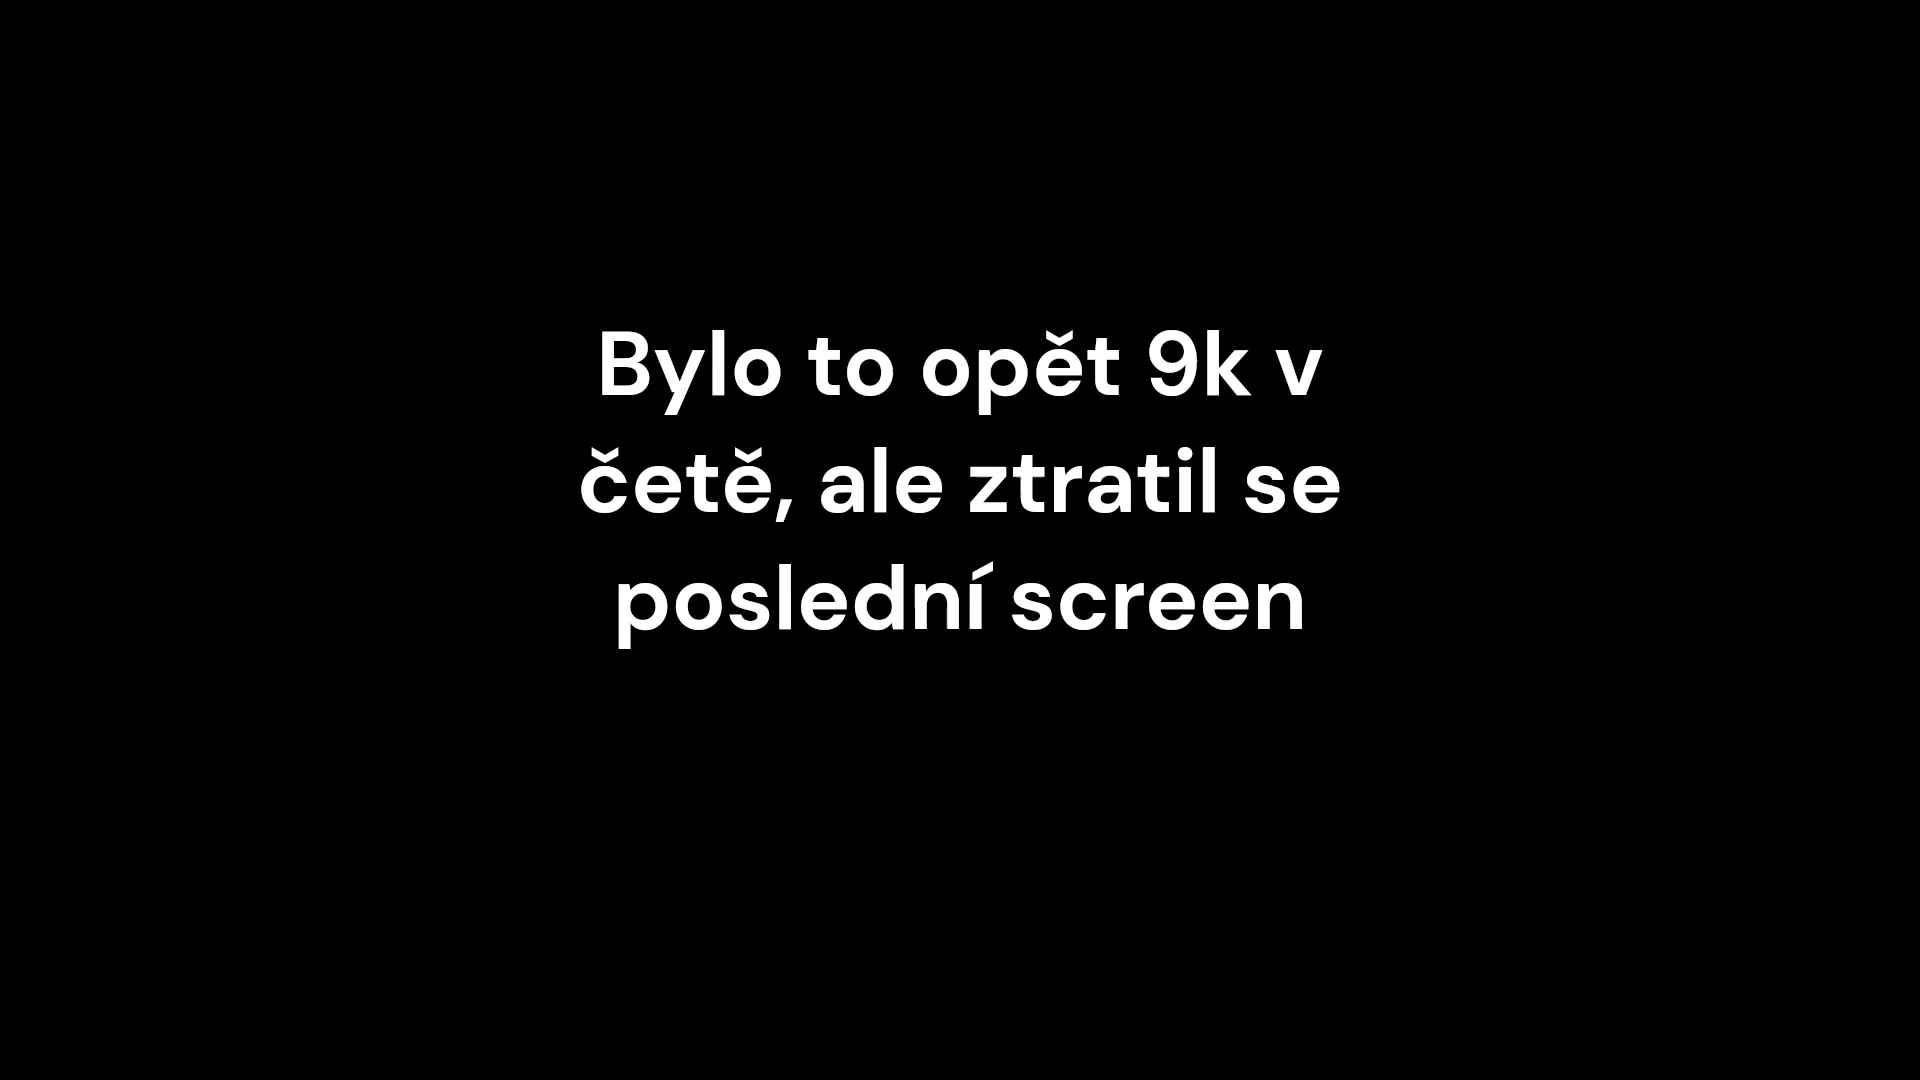 Bylo to opět 9k v
četě, ale ztratil se
poslední screen